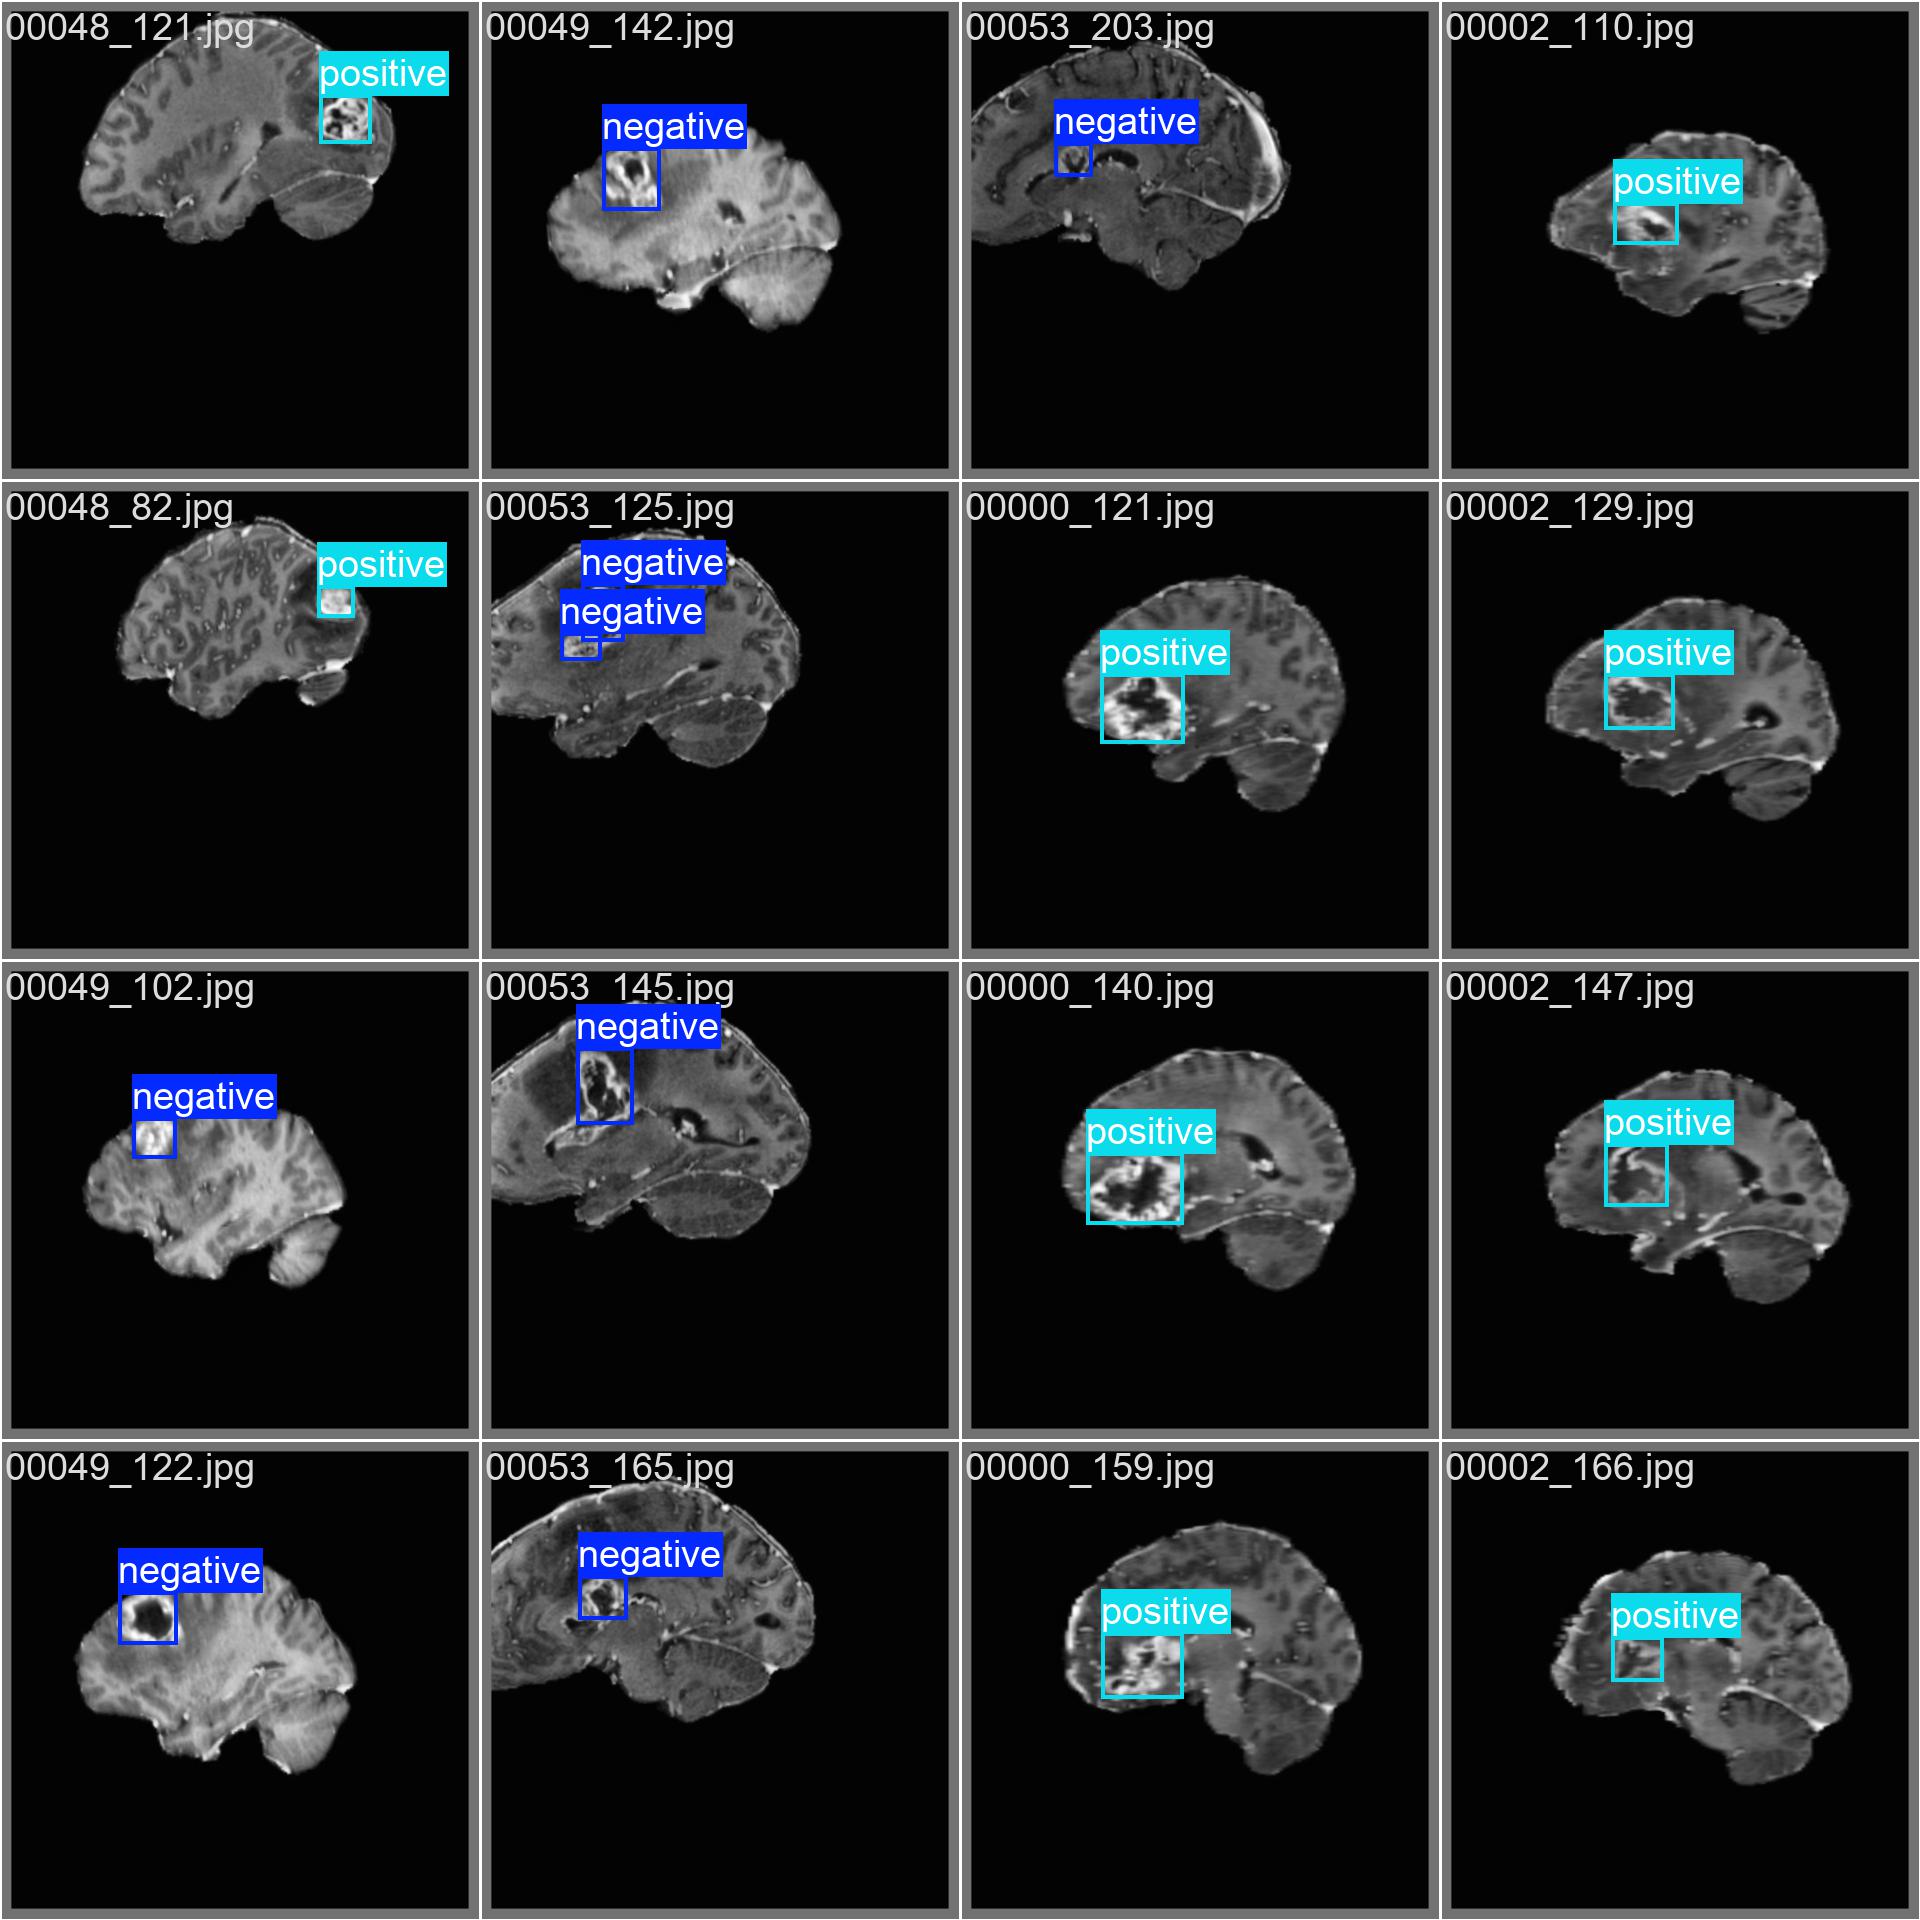 00048_121.jpg
positive
00049_142.jpg
negative
00053_203.jpg
negative
00002_110.jpg
positive
00048_82.jpg
positive
00053_125.jpg
negative
negative
00000_121.jpg
positive
00002_129.jpg
positive
00049_102.jpg
negative
00053_145.jpg
negative
00000_140.jpg
positive
00002_147.jpg
positive
00049_122.jpg
negative
00053_165.jpg
negative
00000_159.jpg
positive
00002_166.jpg
positive